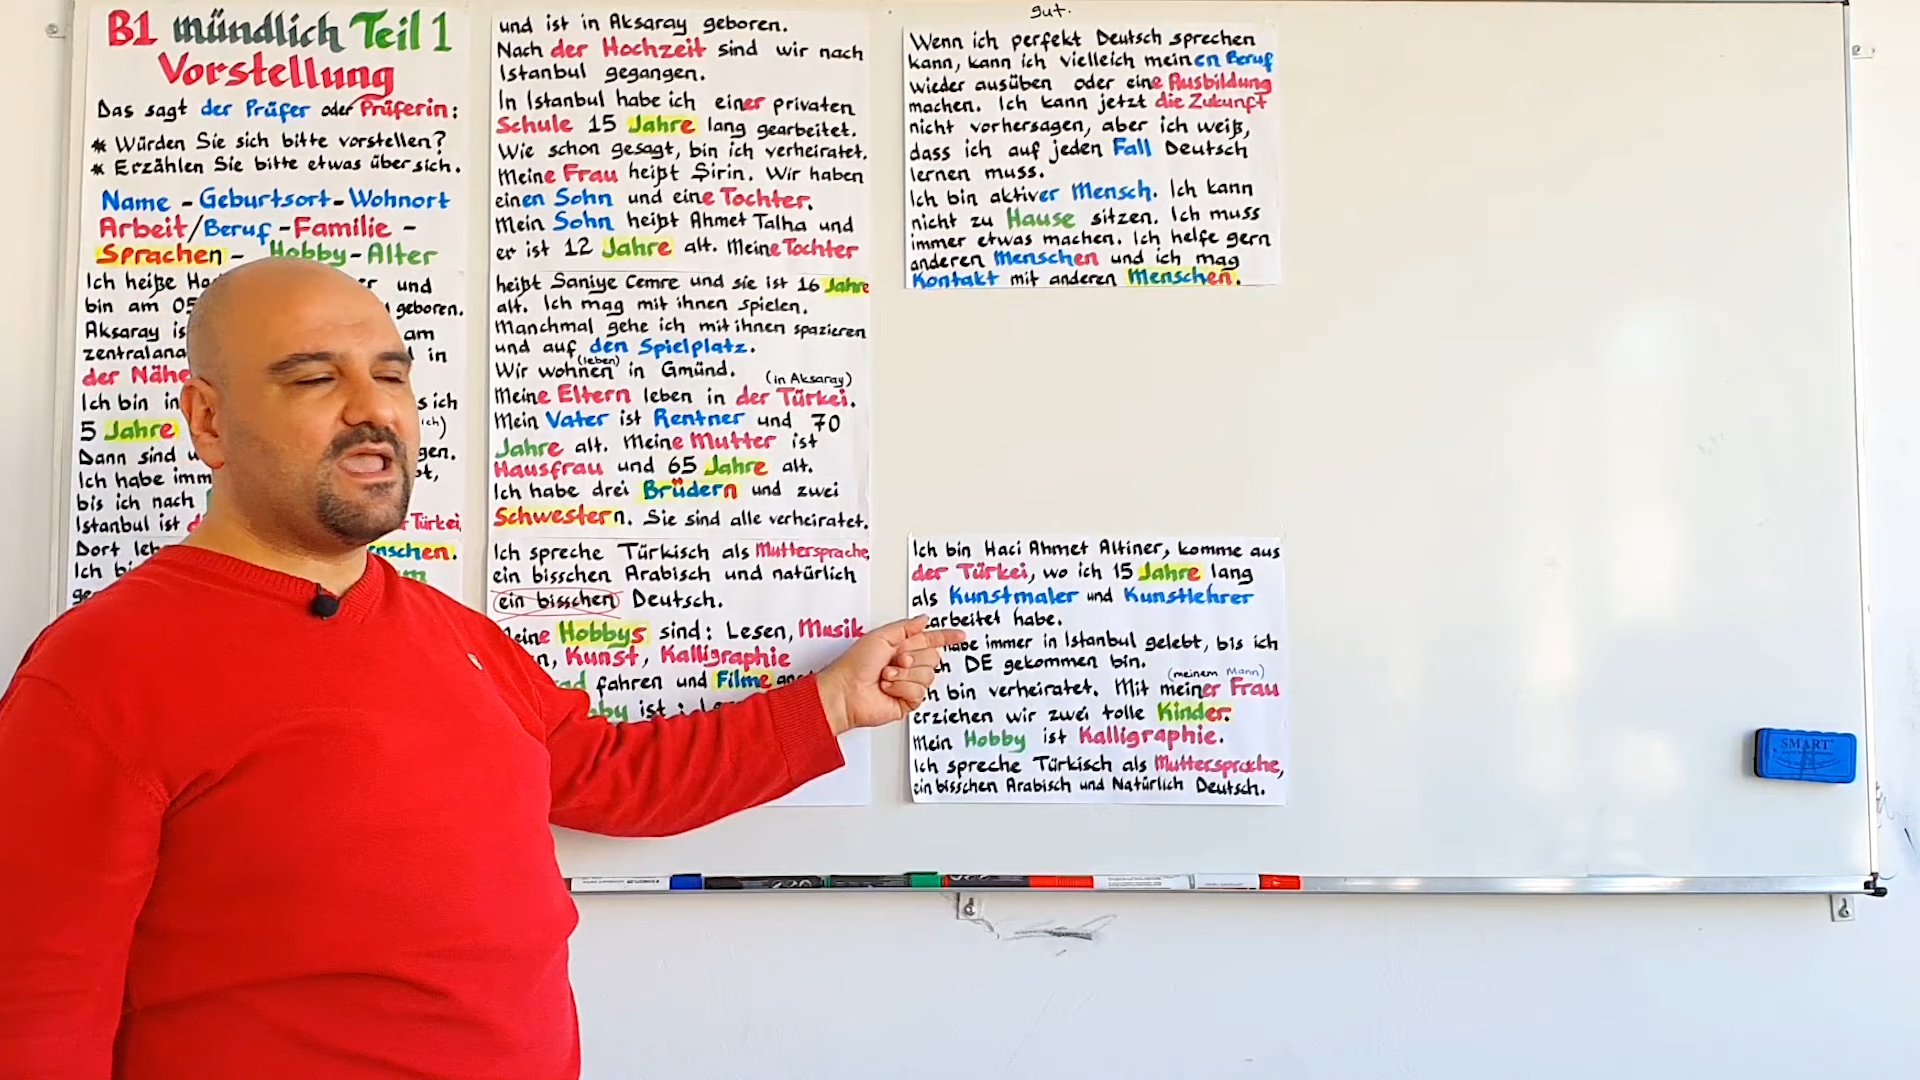 B1 mündlich Teil 1
Vorstellung
Das sagt der Prüfer oder Prüferin:
* Würden Sie sich bitte vorstellen?
* Erzählen Sie bitte etwas über sich.
Name - Geburtsort - Wohnort
Arbeit/Beruf - Familie -
Sprachen - Hobby - Alter
Ich heiße und
bin am geboren.
Aksaray am
in
der Nähe
Ich bin in ich
5 Jahre
Dann sind
Ich habe
bis ich nach
Istanbul ist Türkei,
Dort
Ich
und ist in Aksaray geboren.
Nach der Hochzeit sind wir nach
Istanbul gegangen.
In Istanbul habe ich einer privaten
Schule 15 Jahre lang gearbeitet.
Wie schon gesagt, bin ich verheiratet.
Meine Frau heißt Şirin. Wir haben
einen Sohn und eine Tochter.
Mein Sohn heißt Ahmet Talha und
er ist 12 Jahre alt. Meine Tochter
heißt Saniye Cemre und sie ist 16 Jahre
alt. Ich mag mit ihnen spielen.
Manchmal gehe ich mit ihnen spazieren
und auf den Spielplatz.
(leben)
Wir wohnen in Gmünd.
(in Aksaray)
Meine Eltern leben in der Türkei.
Mein Vater ist Rentner und 70
Jahre alt. Meine Mutter ist
Hausfrau und 65 Jahre alt.
Ich habe drei Brüdern und zwei
Schwestern. Sie sind alle verheiratet.
Ich spreche Türkisch als Muttersprache,
ein bisschen Arabisch und natürlich
ein bisschen Deutsch.
Hobbys sind: Lesen, Musik
Kunst, Kalligraphie
fahren und Filme
ist:
gut.
Wenn ich perfekt Deutsch sprechen
kann, kann ich vielleich meinen Beruf
wieder ausüben oder eine Ausbildung
machen. Ich kann jetzt die Zukunft
nicht vorhersagen, aber ich weiß,
dass ich auf jeden Fall Deutsch
lernen muss.
Ich bin aktiver Mensch. Ich kann
nicht zu Hause sitzen. Ich muss
immer etwas machen. Ich helfe gern
anderen Menschen und ich mag
Kontakt mit anderen Menschen.
Ich bin Haci Ahmet Altiner, komme aus
der Türkei, wo ich 15 Jahre lang
als Kunstmaler und Kunstlehrer
habe.
immer in Istanbul gelebt, bis ich
DE gekommen bin.
(meinem Mann)
bin verheiratet. Mit meiner Frau
erziehen wir zwei tolle Kinder.
Mein Hobby ist Kalligraphie.
Ich spreche Türkisch als Muttersprache,
ein bisschen Arabisch und Natürlich Deutsch.
SMART